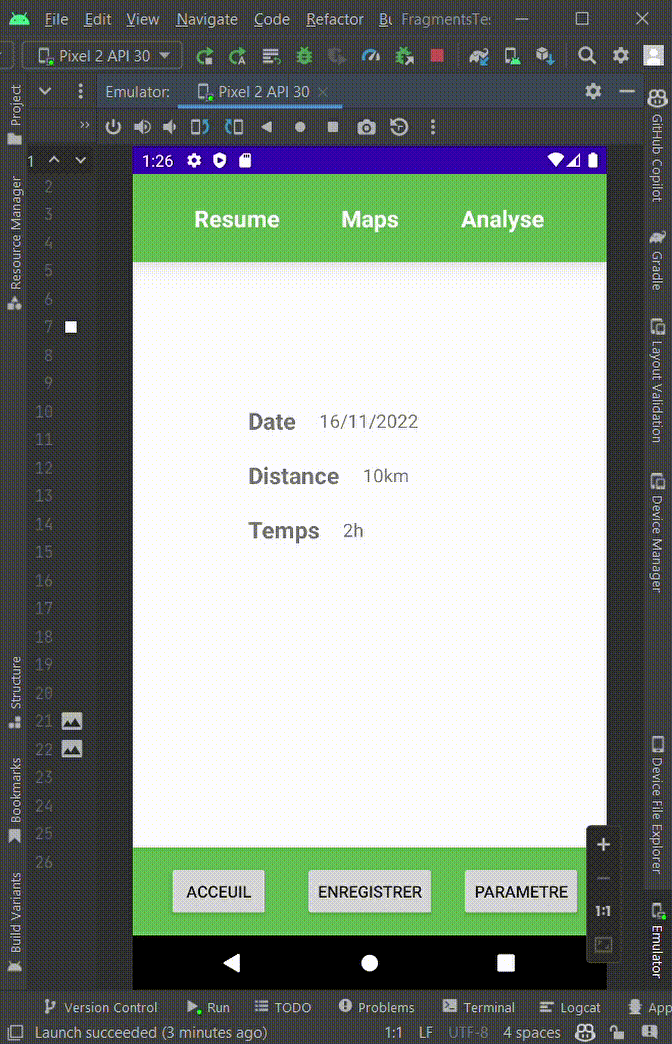 File Edit View Navigate Code Refactor FragmentsTes
Pixel 2 API 30
Emulator: Pixel 2 API 30
Project
Resource Manager
Structure
Bookmarks
Build Variants
1
2
3
4
5
6
7
8
9
10
11
12
13
14
15
16
17
18
19
20
21
22
23
24
25
26
1:26
Resume Maps Analyse
Date 16/11/2022
Distance 10km
Temps 2h
ACCEUIL ENREGISTRER PARAMETRE
1:1
GitHub Copilot
Gradle
Layout Validation
Device Manager
Device File Explorer
Emulator
Version Control Run TODO Problems Terminal Logcat App
Launch succeeded (3 minutes ago) 1:1 LF UTF-8 4 spaces